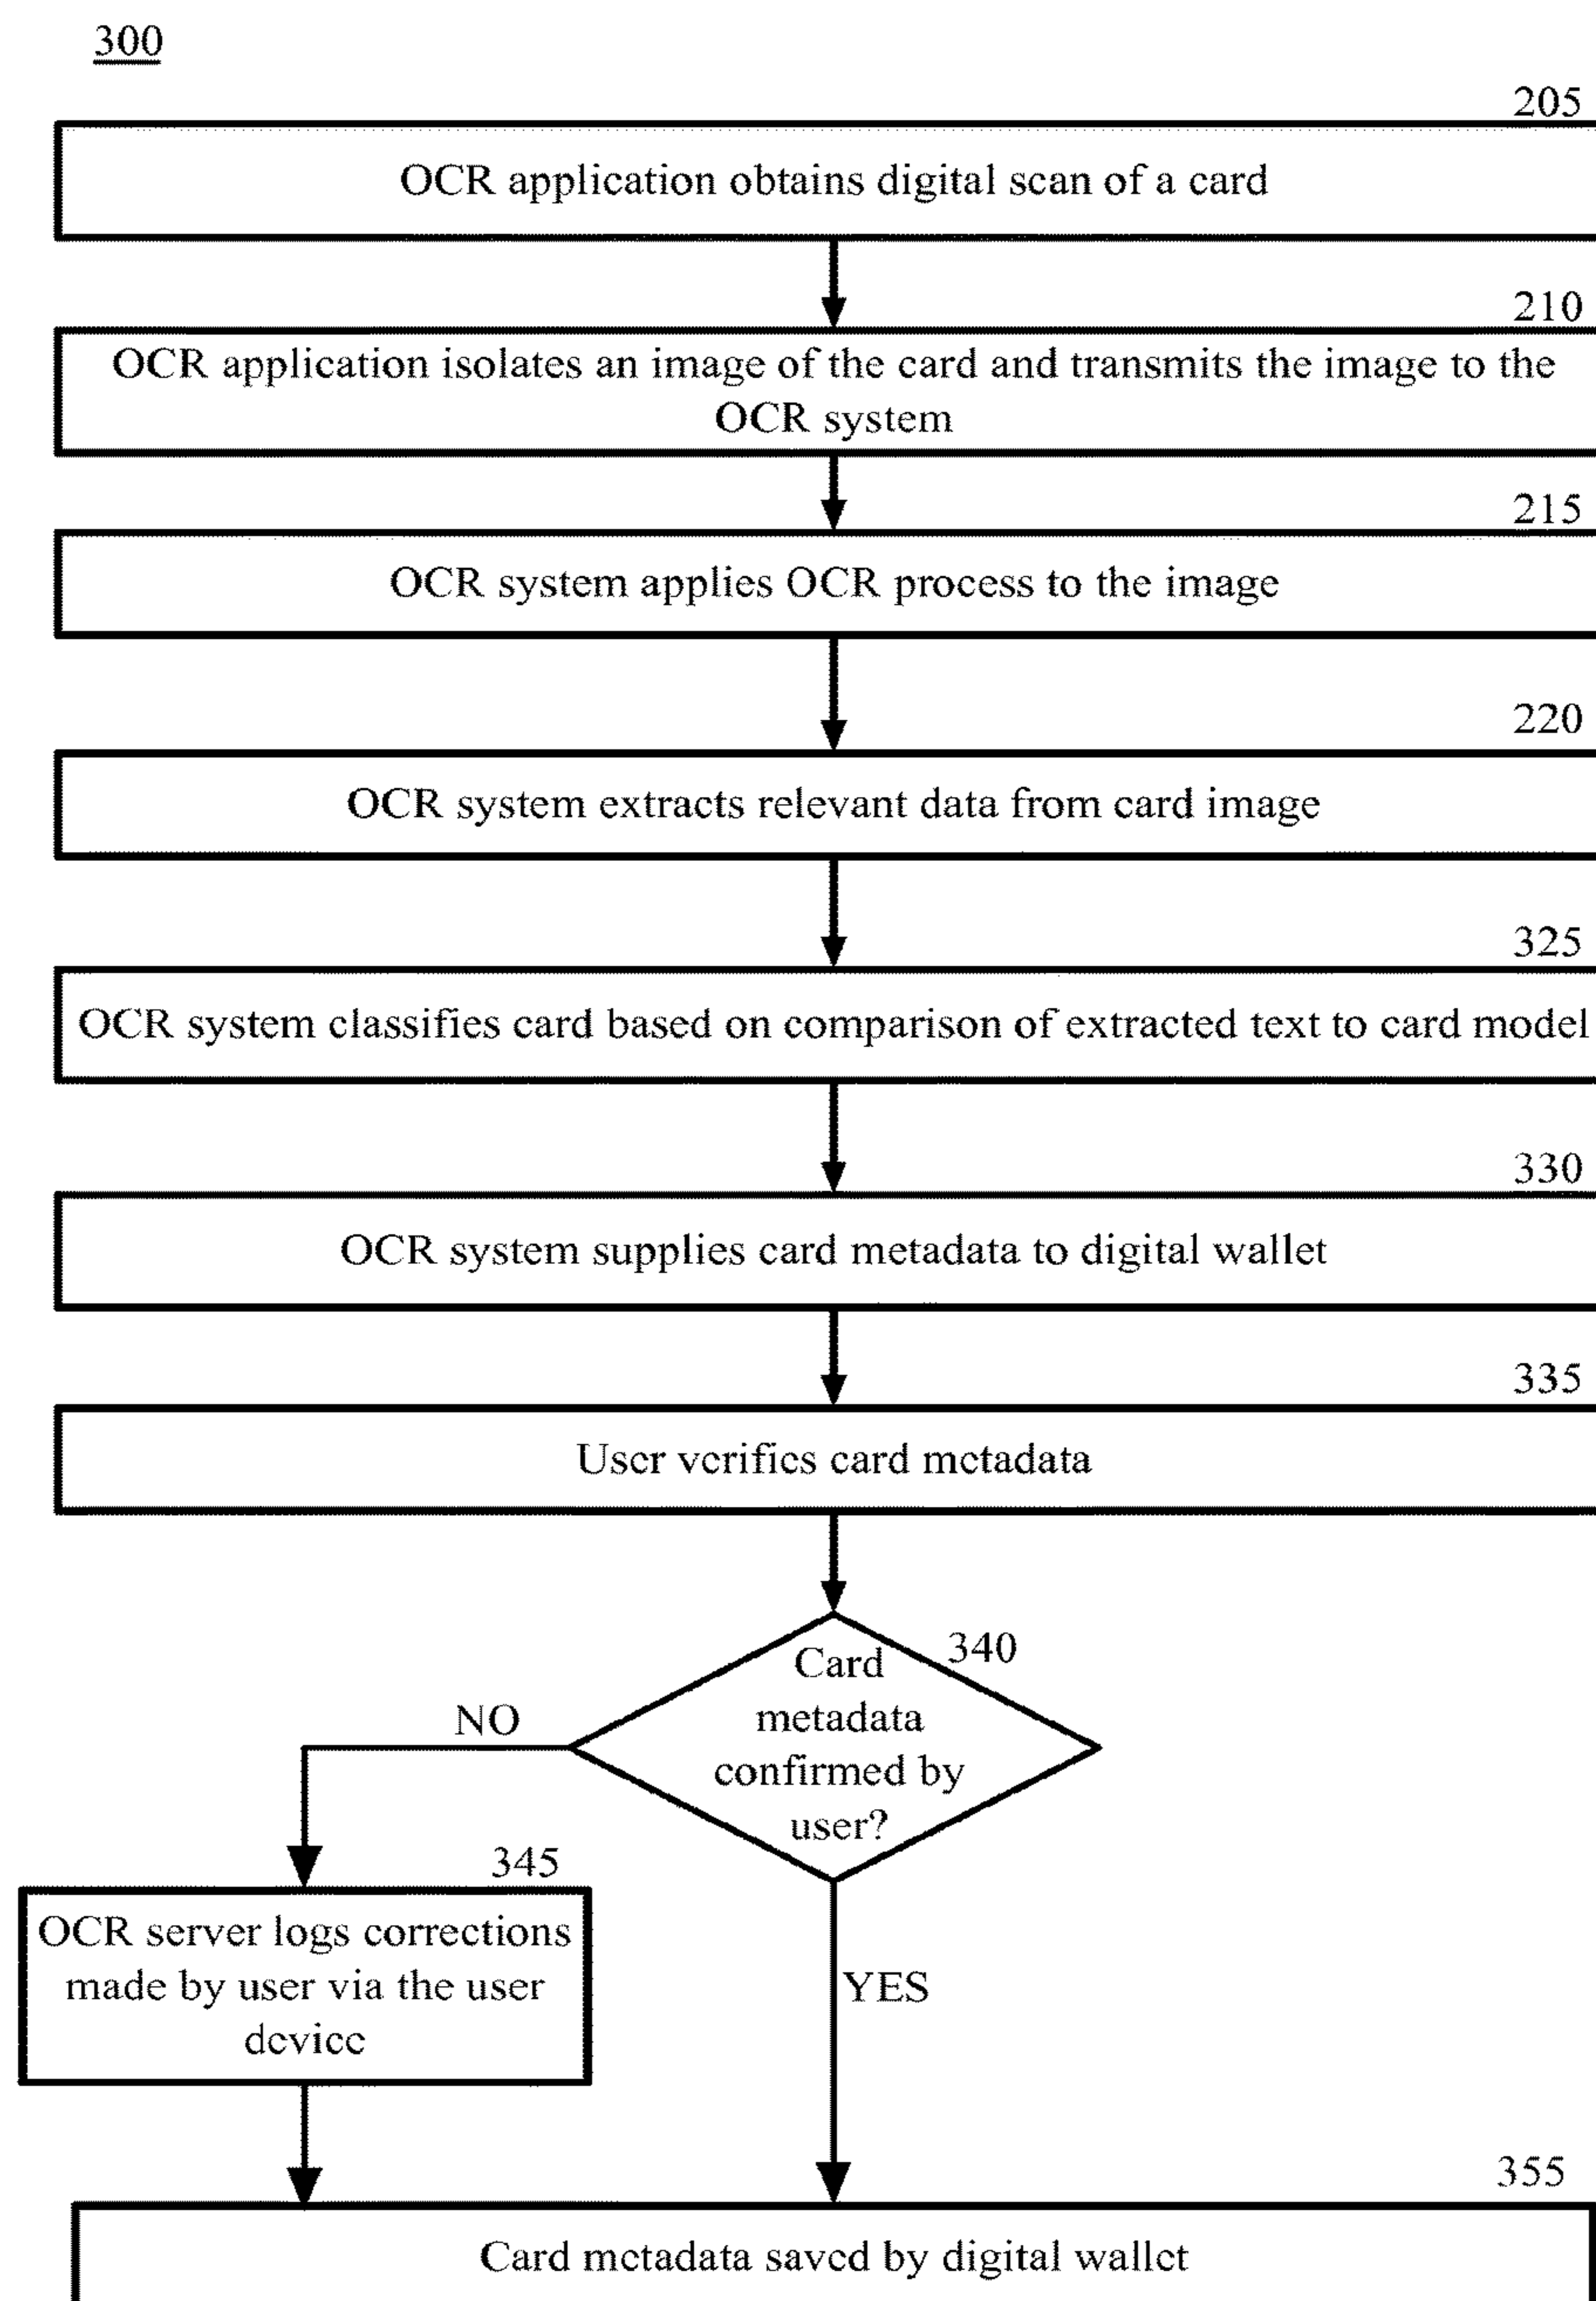 300
205
OCR application obtains digital scan of a card
210
OCR application isolates an image of the card and transmits the image to the
OCR system
215
OCR system applies OCR process to the image
220
OCR system extracts relevant data from card image
325
OCR system classifies card based on comparison of extracted text to card model
330
OCR system supplies card metadata to digital wallet
335
User verifies card metadata
340
Card
metadata
confirmed by
user?
NO
345
OCR server logs corrections
made by user via the user
device
YES
355
Card metadata saved by digital wallet